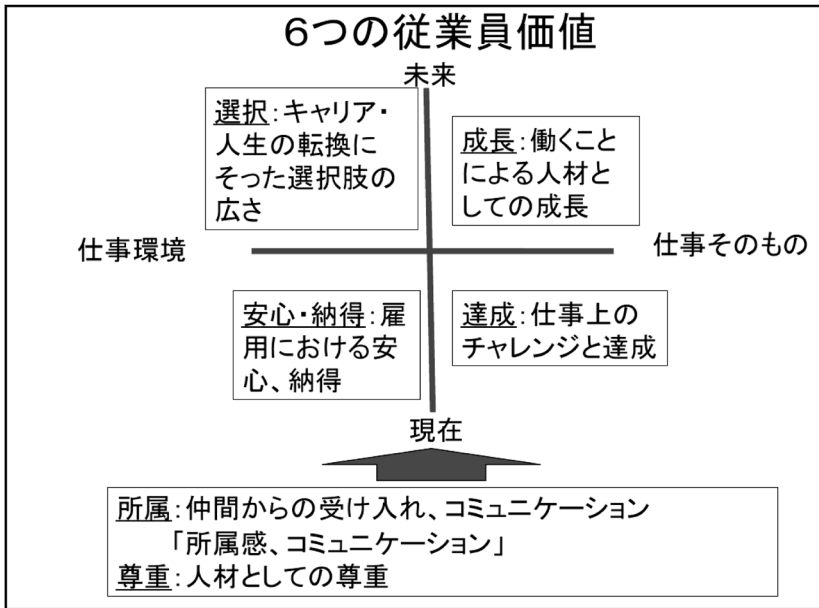 ６つの従業員価値
未来
選択：キャリア・
人生の転換に
そった選択肢の
広さ
成長：働くこと
による人材と
しての成長
仕事環境
仕事そのもの
安心・納得：雇
用における安
心、納得
達成：仕事上の
チャレンジと達成
現在
所属：仲間からの受け入れ、コミュニケーション
「所属感、コミュニケーション」
尊重：人材としての尊重